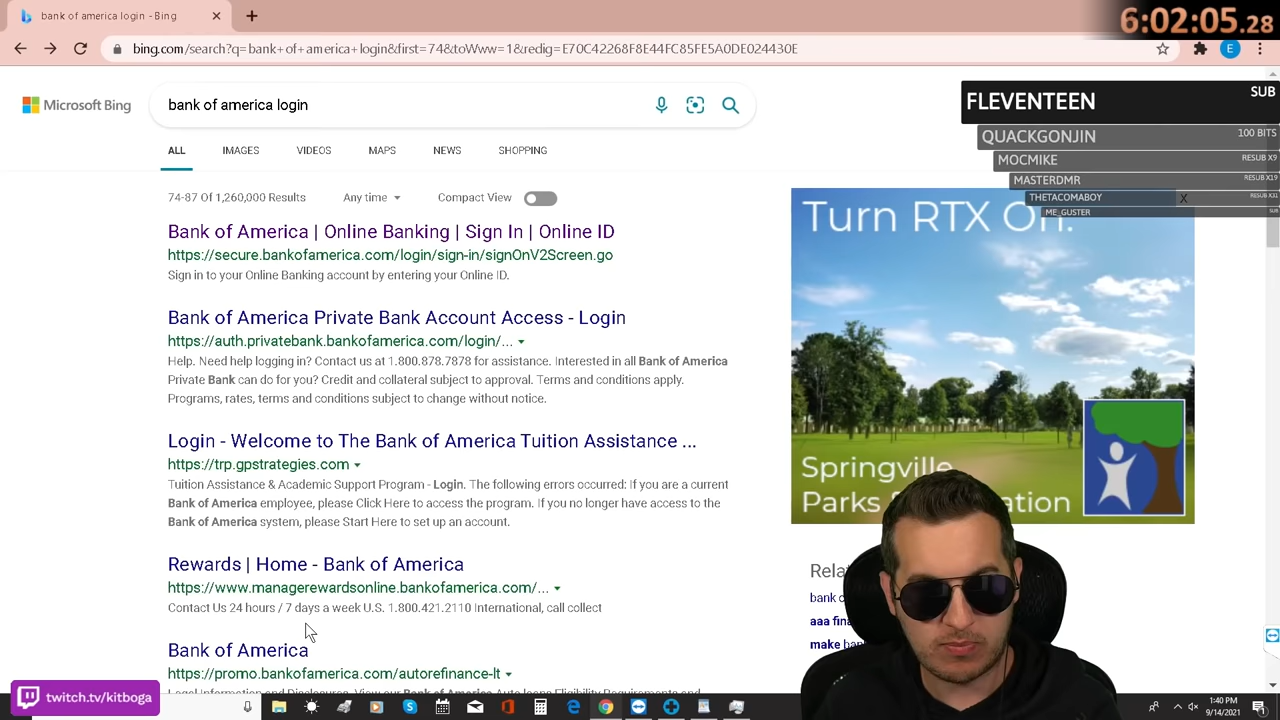 bank of america login - Bing
6:02:05.28
bing.com/search?q=bank+of+america+login&first=74&toWww=1&redig=E70C42268F8E44FC85FE5A0DE024430E
E
Microsoft Bing
bank of america login
FLEVENTEEN SUB
QUACKGONJIN 100 BITS
MOCMIKE RESUB X9
MASTERDMR RESUB X19
THETACOMABOY
ME_GUSTER SUB
ALL IMAGES VIDEOS MAPS NEWS SHOPPING
74-87 Of 1,260,000 Results Any time Compact View
Turn RTX On.
Springville
Parks
Bank of America | Online Banking | Sign In | Online ID
https://secure.bankofamerica.com/login/sign-in/signOnV2Screen.go
Sign in to your Online Banking account by entering your Online ID.
Bank of America Private Bank Account Access - Login
https://auth.privatebank.bankofamerica.com/login/...
Help. Need help logging in? Contact us at 1.800.878.7878 for assistance. Interested in all Bank of America
Private Bank can do for you? Credit and collateral subject to approval. Terms and conditions apply.
Programs, rates, terms and conditions subject to change without notice.
Login - Welcome to The Bank of America Tuition Assistance ...
https://trp.gpstrategies.com
Tuition Assistance & Academic Support Program - Login. The following errors occurred: If you are a current
Bank of America employee, please Click Here to access the program. If you no longer have access to the
Bank of America system, please Start Here to set up an account.
Rewards | Home - Bank of America
https://www.managerewardsonline.bankofamerica.com/...
Contact Us 24 hours / 7 days a week U.S. 1.800.421.2110 International, call collect
Bank of America
https://promo.bankofamerica.com/autorefinance-lt
twitch.tv/kitboga
make
1:40 PM
9/14/2021